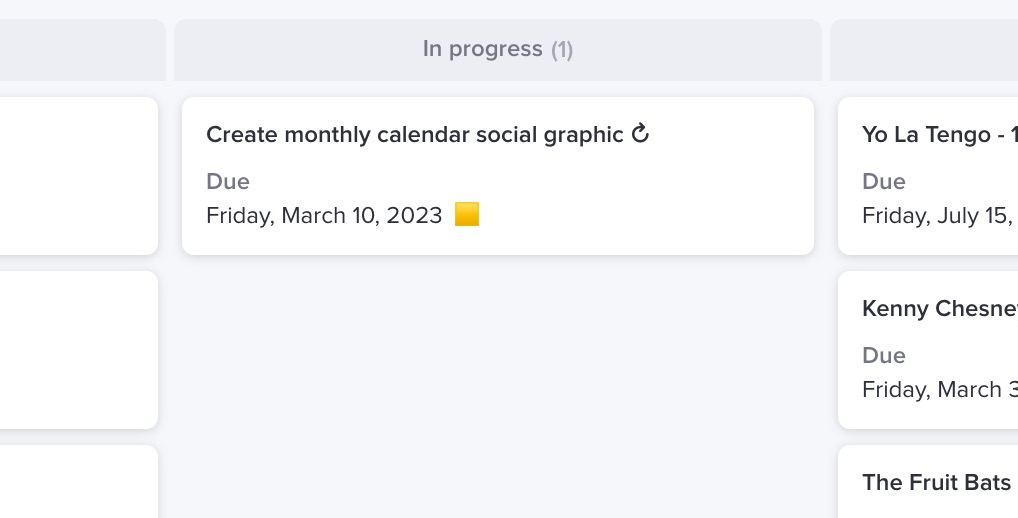 In progress (1)
Create monthly calendar social graphic ↻
Due
Friday, March 10, 2023 🟨
Yo La Tengo - 1
Due
Friday, July 15,
Kenny
Due
Friday, March 3
The Fruit Bats